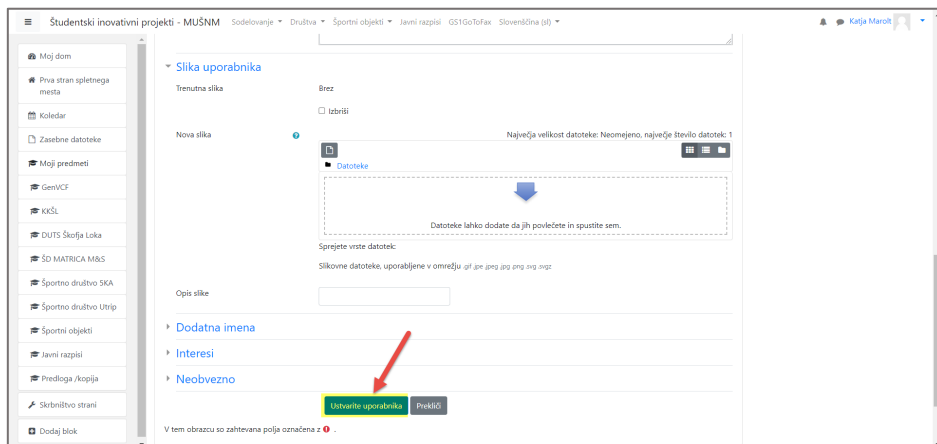 Študentski inovativni projekti - MUŠNM Sodelovanje Društva Športni objekti Javni razpisi GS1GoToFax Slovenščina (sl) Katja Marolt
Moj dom
Prva stran spletnega
mesta
Koledar
Zasebne datoteke
Moji predmeti
GenVCF
KKŠL
DUTS Škofja Loka
ŠD MATRICA M&S
Športno društvo 5KA
Športno društvo Utrip
Športni objekti
Javni razpisi
Predloga /kopija
Skrbništvo strani
Dodaj blok
Slika uporabnika
Trenutna slika Brez
Izbriši
Nova slika Največja velikost datoteke: Neomejeno, največje število datotek: 1
Datoteke
Datoteke lahko dodate da jih povlečete in spustite sem.
Sprejete vrste datotek:
Slikovne datoteke, uporabljene v omrežju .gif .jpe .jpeg .jpg .png .svg .svgz
Opis slike
Dodatna imena
Interesi
Neobvezno
Ustvarite uporabnika Prekliči
V tem obrazcu so zahtevana polja označena z .